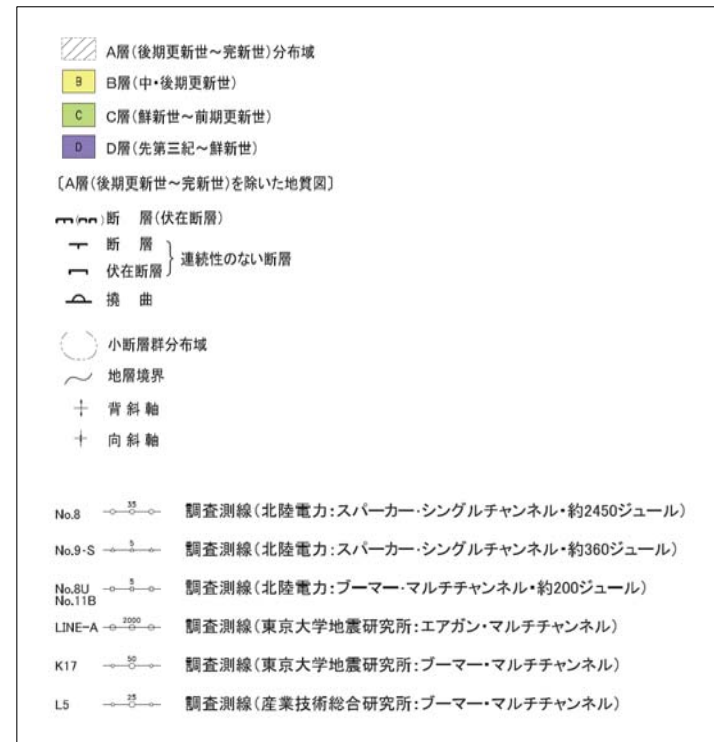 A層(後期更新世～完新世)分布域
B B層(中・後期更新世)
C C層(鮮新世～前期更新世)
D D層(先第三紀～鮮新世)
〔A層(後期更新世～完新世)を除いた地質図〕
断 層(伏在断層)
断 層
連続性のない断層
伏在断層
撓 曲
小断層群分布域
地層境界
背斜軸
向斜軸
No.8 35 調査測線(北陸電力:スパーカー・シングルチャンネル・約2450ジュール)
No.9-S 5 調査測線(北陸電力:スパーカー・シングルチャンネル・約360ジュール)
No.8U 5 調査測線(北陸電力:ブーマー・マルチチャンネル・約200ジュール)
No.11B
LINE-A 2000 調査測線(東京大学地震研究所:エアガン・マルチチャンネル)
K17 50 調査測線(東京大学地震研究所:ブーマー・マルチチャンネル)
L5 25 調査測線(産業技術総合研究所:ブーマー・マルチチャンネル)